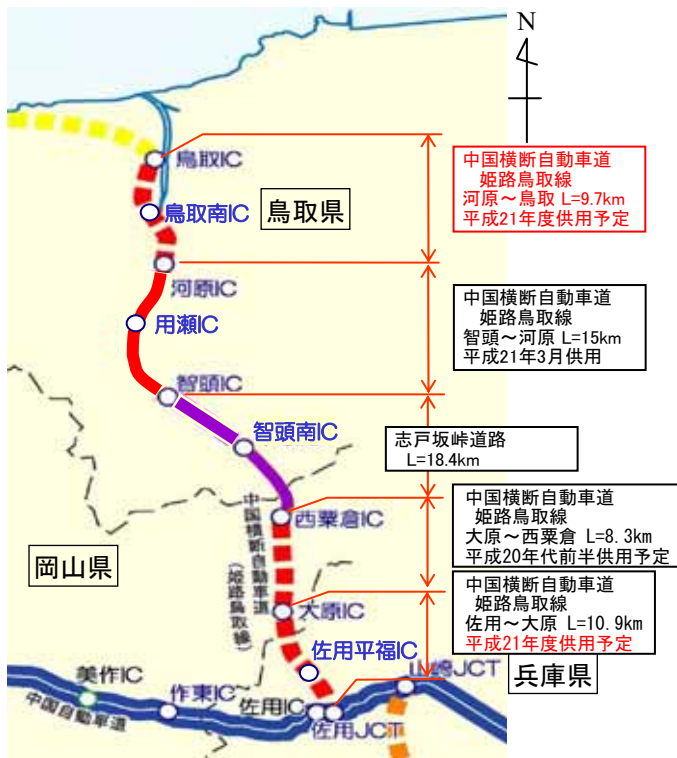 N
鳥取IC
鳥取南IC
鳥取県
河原IC
用瀬IC
智頭IC
智頭南IC
西粟倉IC
中国横断自動車道
(姫路鳥取線)
岡山県
大原IC
佐用平福IC
山崎JCT
兵庫県
美作IC
作東IC
佐用IC
佐用JCT
中国自動車道
中国横断自動車道
姫路鳥取線
河原～鳥取 L=9.7km
平成21年度供用予定
中国横断自動車道
姫路鳥取線
智頭～河原 L=15km
平成21年3月供用
志戸坂峠道路
L=18.4km
中国横断自動車道
姫路鳥取線
大原～西粟倉 L=8.3km
平成20年代前半供用予定
中国横断自動車道
姫路鳥取線
佐用～大原 L=10.9km
平成21年度供用予定